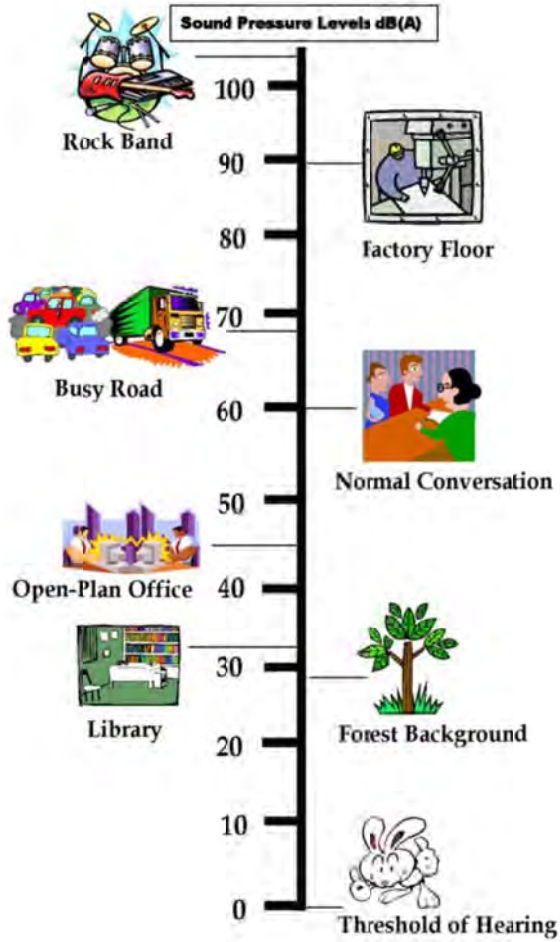 Sound Pressure Levels dB(A)
100
Rock Band
90
80
Factory Floor
70
Busy Road
60
Normal Conversation
50
Open-Plan Office
40
30
Library
Forest Background
20
10
0
Threshold of Hearing